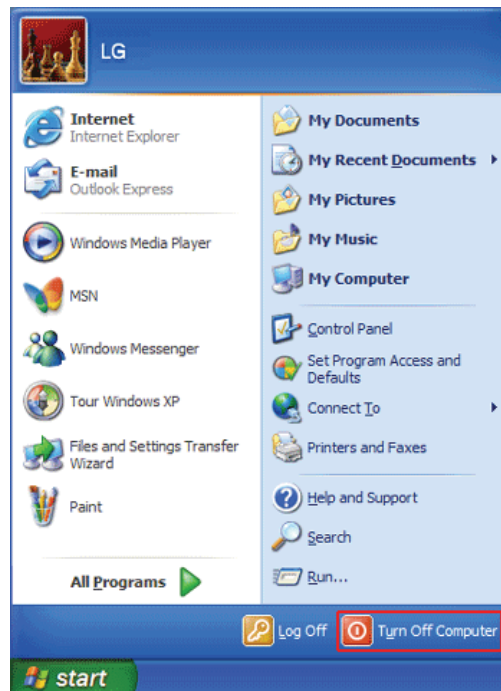 LG
Internet
Internet Explorer
E-mail
Outlook Express
Windows Media Player
MSN
Windows Messenger
Tour Windows XP
Files and Settings Transfer
Wizard
Paint
All Programs
My Documents
My Recent Documents
My Pictures
My Music
My Computer
Control Panel
Set Program Access and
Defaults
Connect To
Printers and Faxes
Help and Support
Search
Run...
Log Off
Turn Off Computer
start